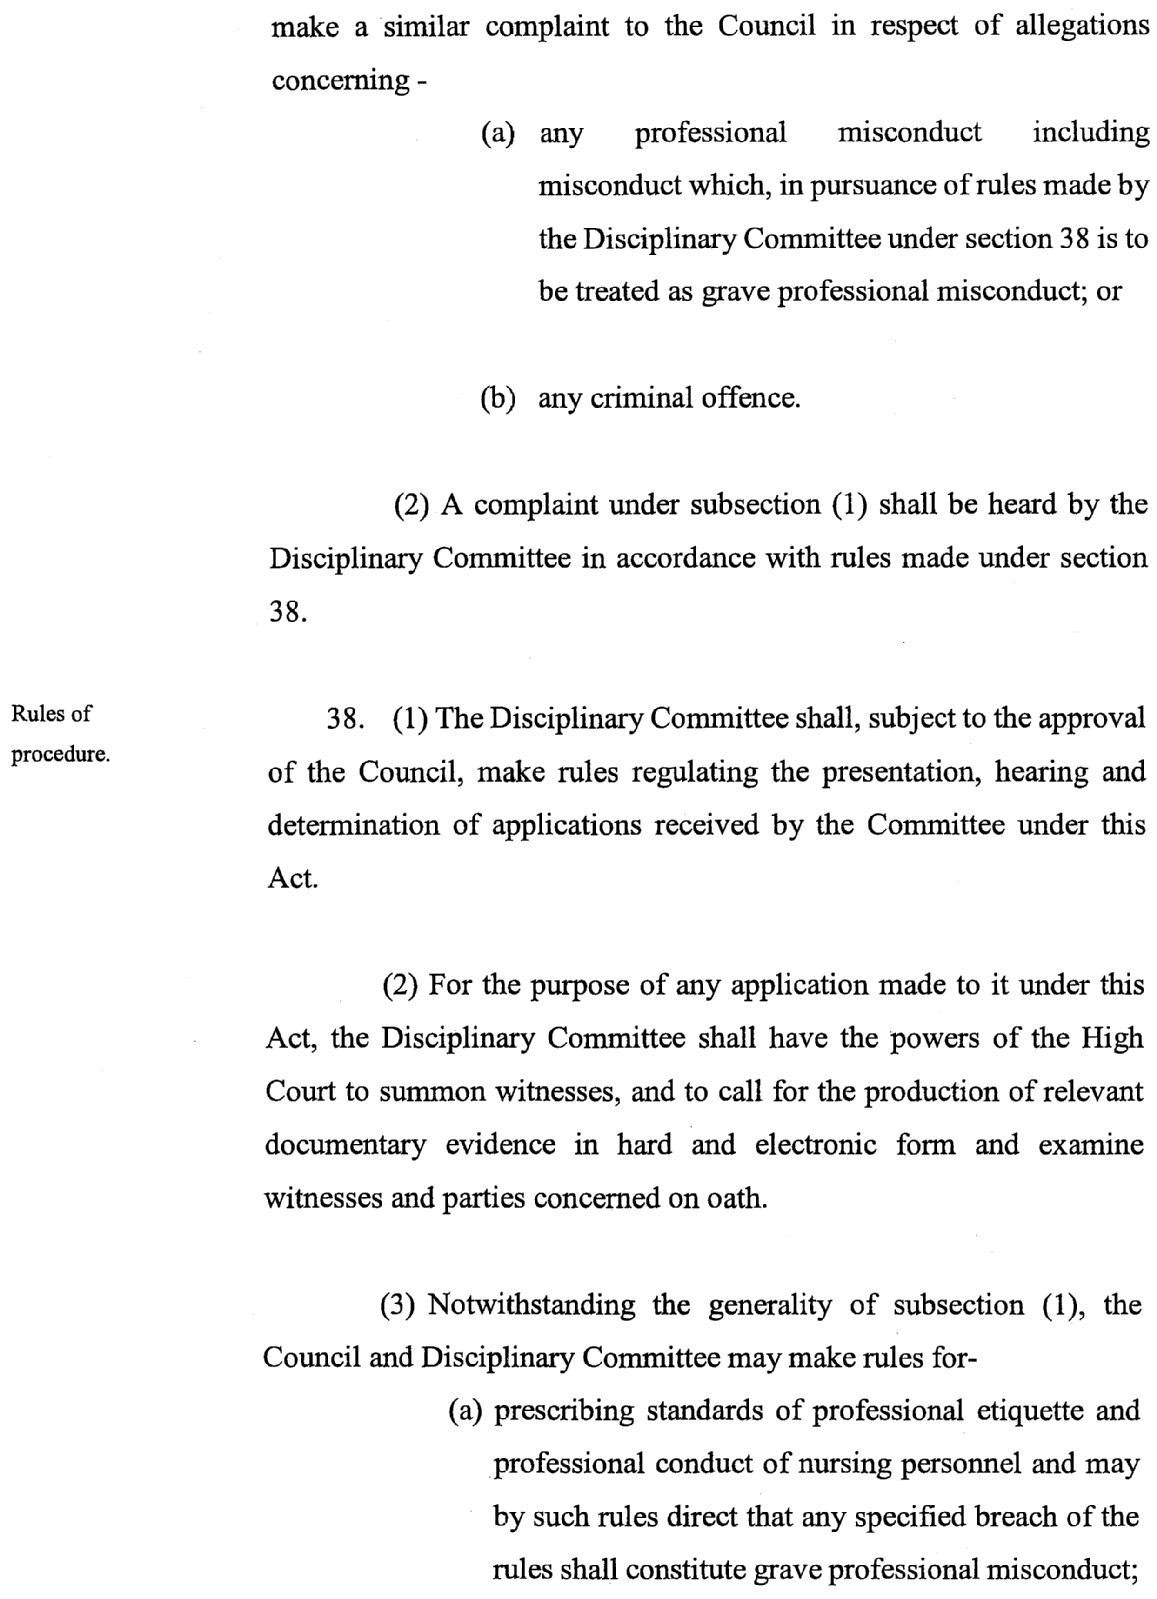 make a similar complaint to the Council in respect of allegations
concerning -
(a) any professional misconduct including
misconduct which, in pursuance of rules made by
the Disciplinary Committee under section 38 is to
be treated as grave professional misconduct; or
(b) any criminal offence.
(2) A complaint under subsection (1) shall be heard by the
Disciplinary Committee in accordance with rules made under section
38.
Rules of
procedure.
38. (1) The Disciplinary Committee shall, subject to the approval
of the Council, make rules regulating the presentation, hearing and
determination of applications received by the Committee under this
Act.
(2) For the purpose of any application made to it under this
Act, the Disciplinary Committee shall have the powers of the High
Court to summon witnesses, and to call for the production of relevant
documentary evidence in hard and electronic form and examine
witnesses and parties concerned on oath.
(3) Notwithstanding the generality of subsection (1), the
Council and Disciplinary Committee may make rules for-
(a) prescribing standards of professional etiquette and
professional conduct of nursing personnel and may
by such rules direct that any specified breach of the
rules shall constitute grave professional misconduct;